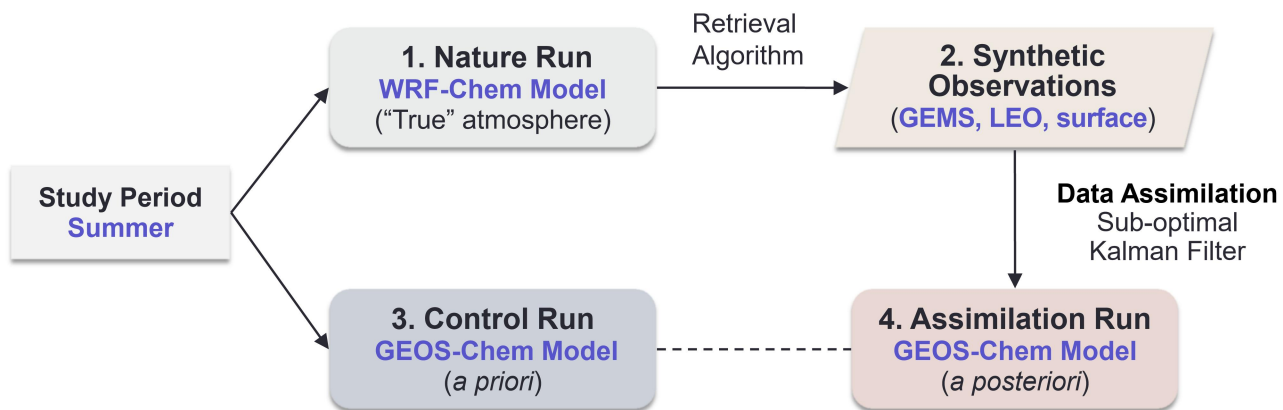 Study Period
Summer
1. Nature Run
WRF-Chem Model
(“True” atmosphere)
Retrieval
Algorithm
2. Synthetic
Observations
(GEMS, LEO, surface)
Data Assimilation
Sub-optimal
Kalman Filter
3. Control Run
GEOS-Chem Model
(a priori)
4. Assimilation Run
GEOS-Chem Model
(a posteriori)